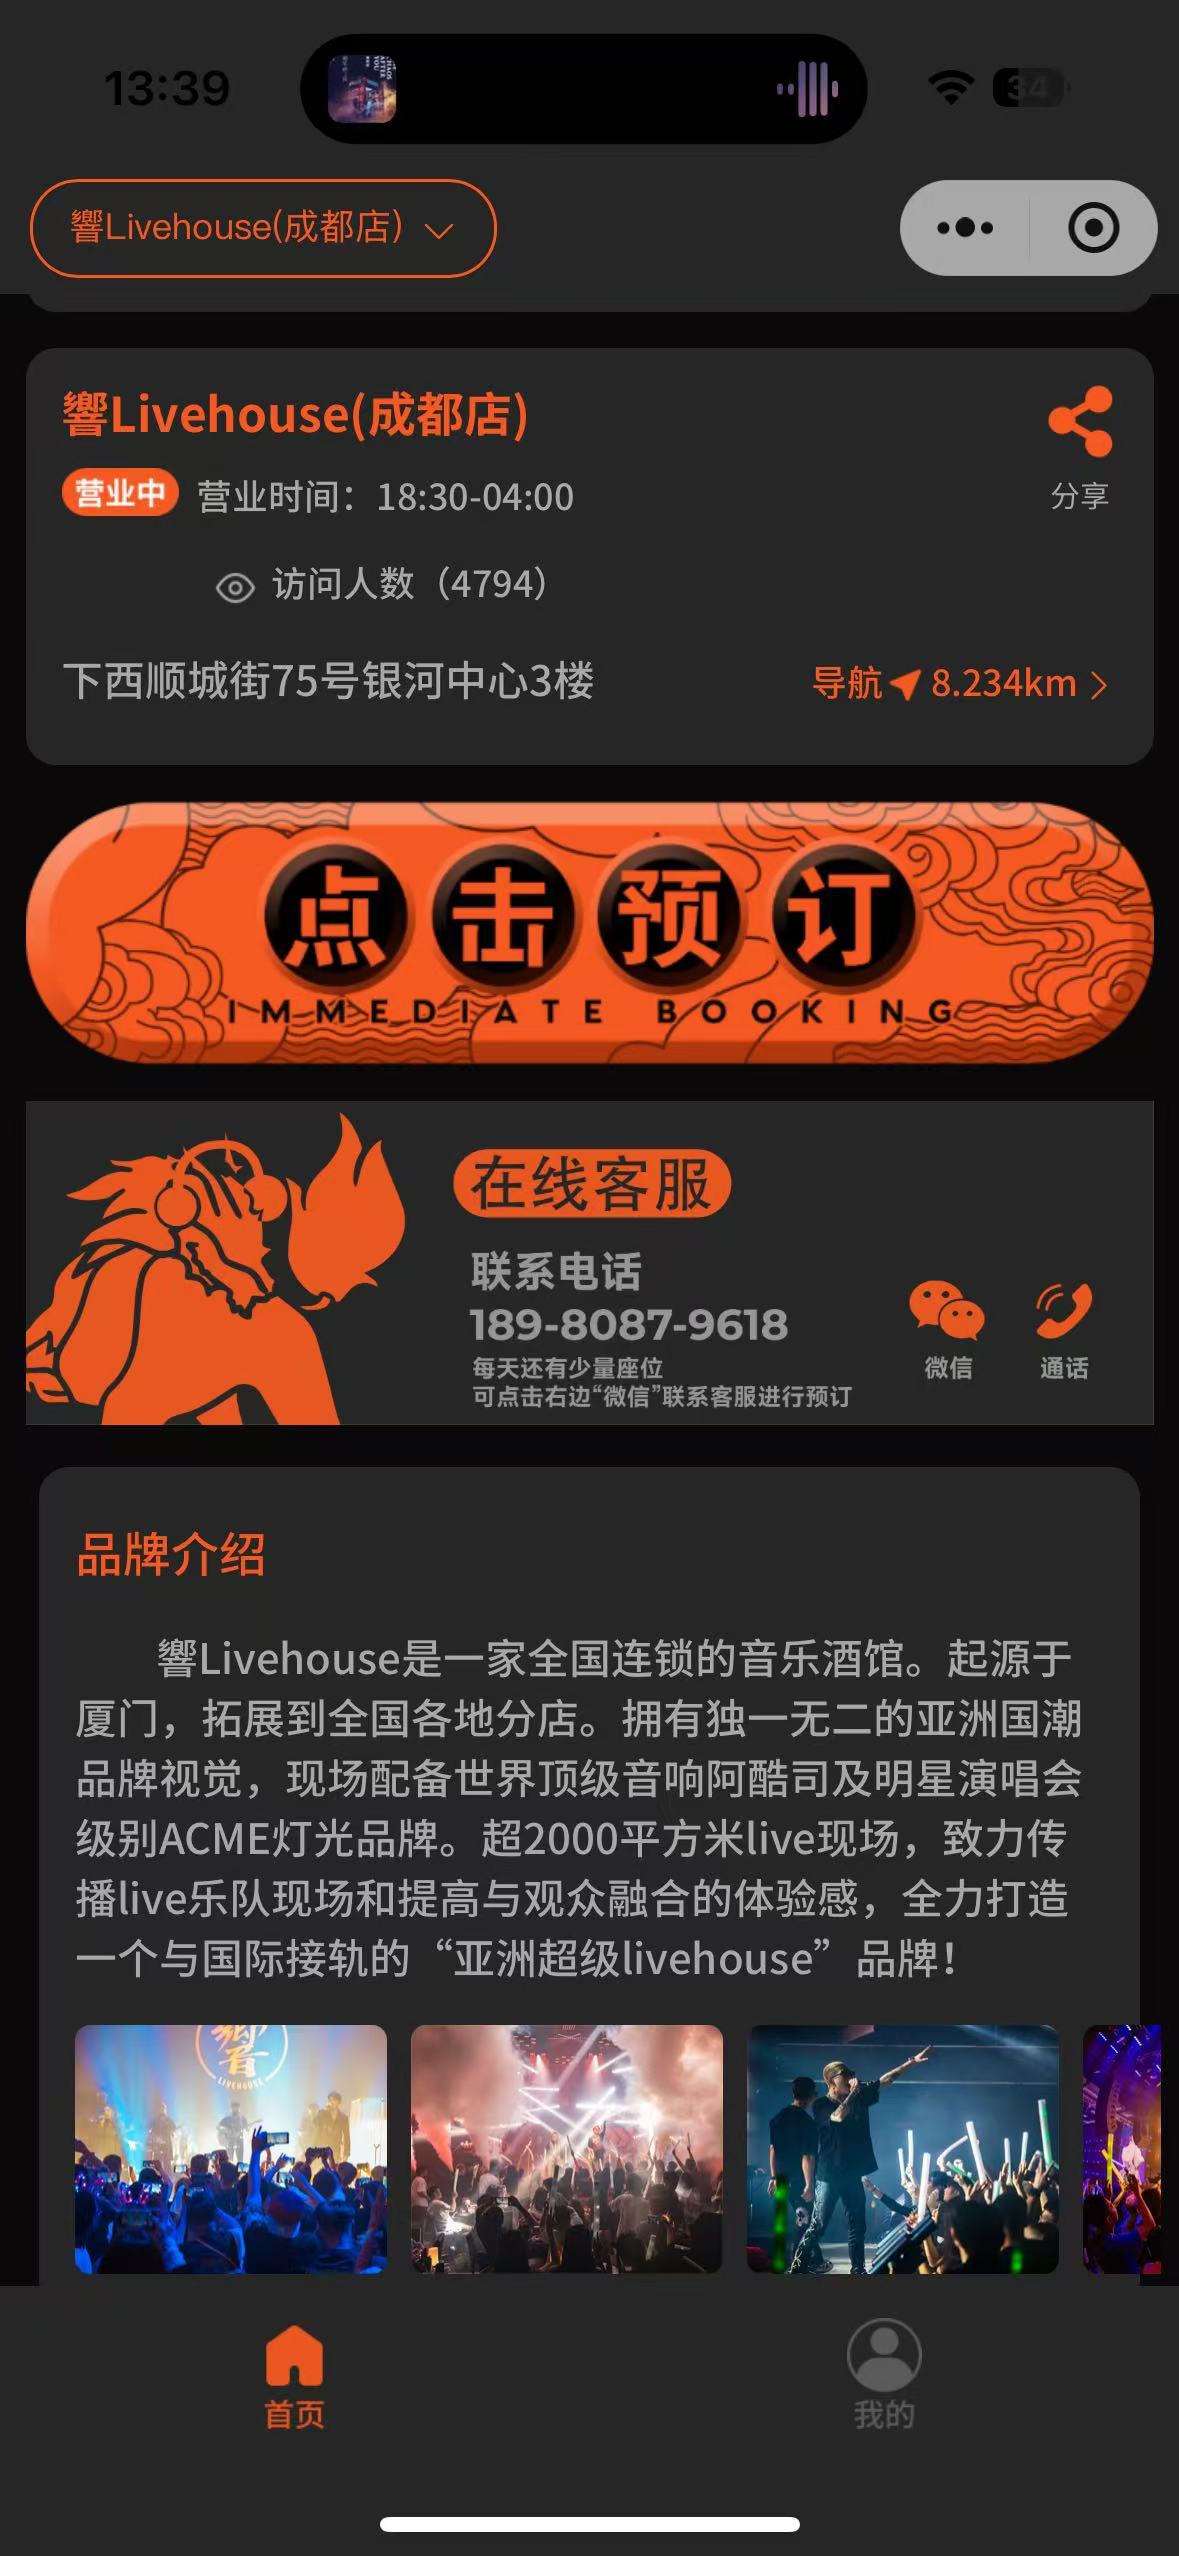 13:39
34
響Livehouse(成都店)
響Livehouse(成都店)
营业中 营业时间：18:30-04:00
分享
访问人数（4794）
下西顺城街75号银河中心3楼
导航 8.234km
点击预订
IMMEDIATE BOOKING
在线客服
联系电话
189-8087-9618
每天还有少量座位
可点击右边“微信”联系客服进行预订
微信 通话
品牌介绍
響Livehouse是一家全国连锁的音乐酒馆。起源于
厦门，拓展到全国各地分店。拥有独一无二的亚洲国潮
品牌视觉，现场配备世界顶级音响阿酷司及明星演唱会
级别ACME灯光品牌。超2000平方米live现场，致力传
播live乐队现场和提高与观众融合的体验感，全力打造
一个与国际接轨的“亚洲超级livehouse”品牌！
響
LIVEHOUSE
首页 我的